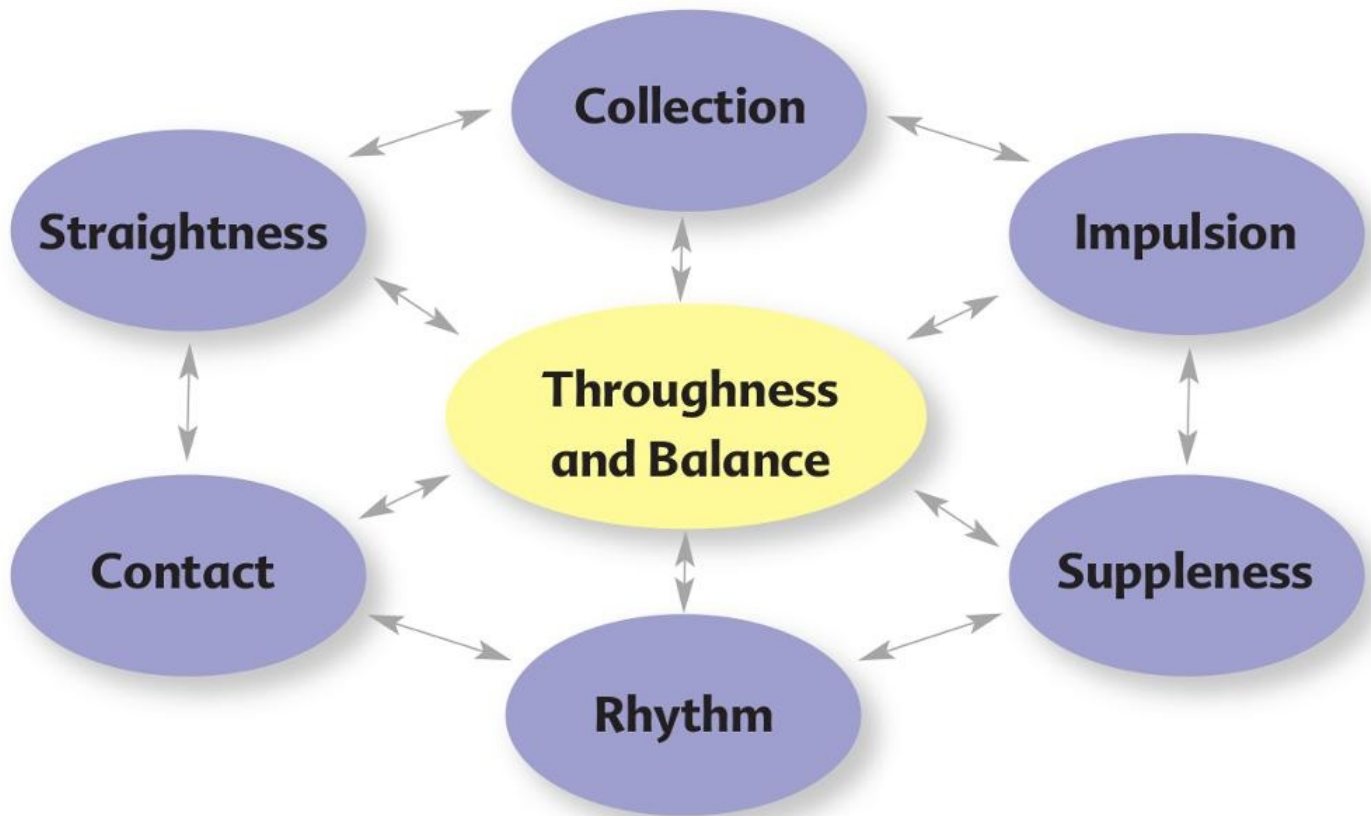 Collection
Straightness
Impulsion
Throughness
and Balance
Contact
Suppleness
Rhythm